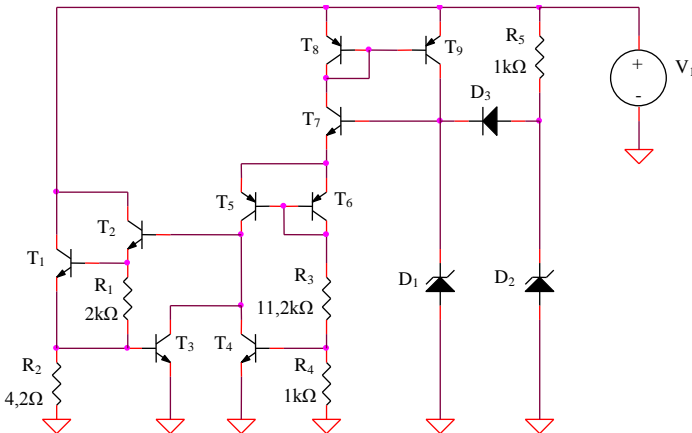 T8
T9
R5
1kΩ
+
-
V1
D3
T7
T5
T6
T2
T1
R1
2kΩ
R3
11,2kΩ
D1
D2
R2
4,2Ω
T3
T4
R4
1kΩ